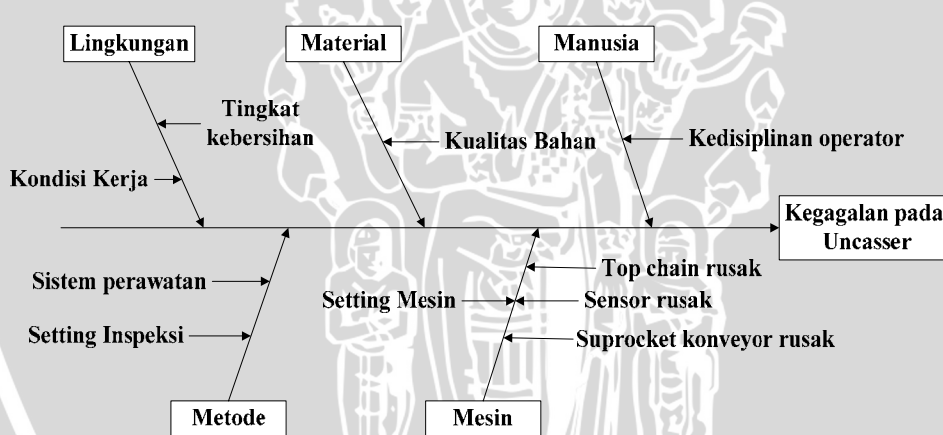 Lingkungan
Material
Manusia
Tingkat
kebersihan
Kualitas Bahan
Kedisiplinan operator
Kondisi Kerja
Kegagalan pada
Uncasser
Sistem perawatan
Top chain rusak
Setting Mesin
Sensor rusak
Setting Inspeksi
Suprocket konveyor rusak
Metode
Mesin